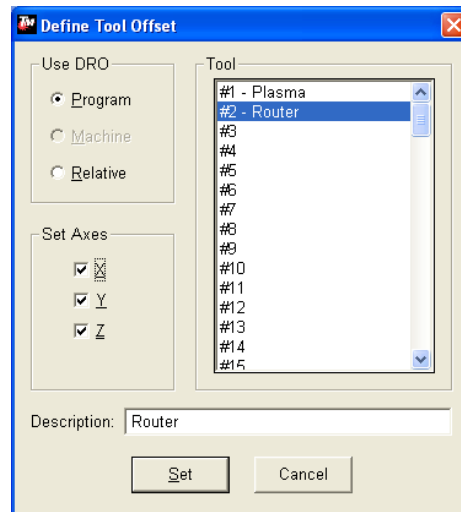 Define Tool Offset
Use DRO
Program
Machine
Relative
Set Axes
X
Y
Z
Tool
#1 - Plasma
#2 - Router
#3
#4
#5
#6
#7
#8
#9
#10
#11
#12
#13
#14
#15
Description: Router
Set Cancel